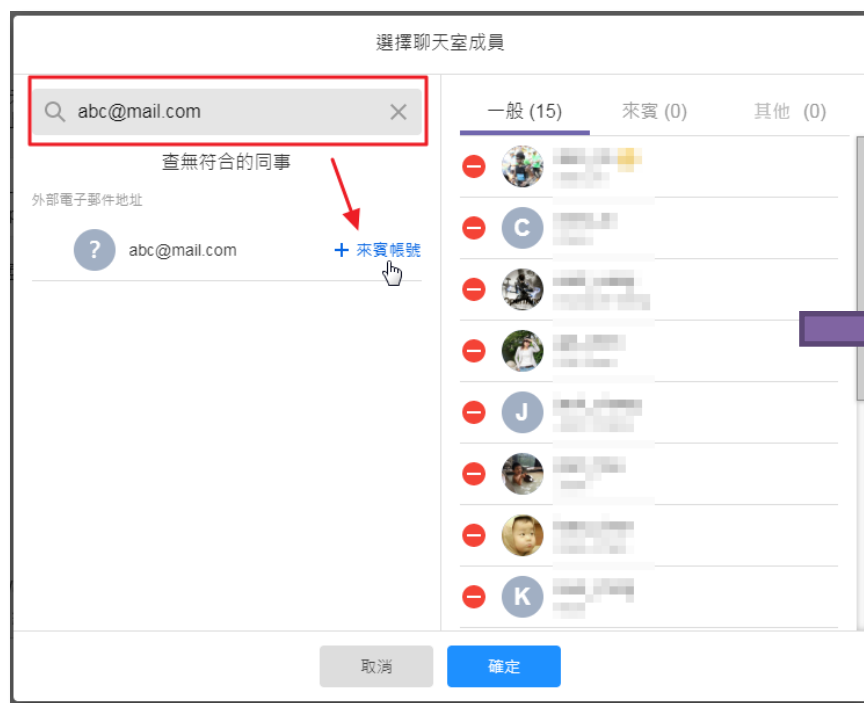 選擇聊天室成員
abc@mail.com
查無符合的同事
外部電子郵件地址
? abc@mail.com + 來賓帳號
一般 (15) 來賓 (0) 其他 (0)
C
J
K
取消 確定